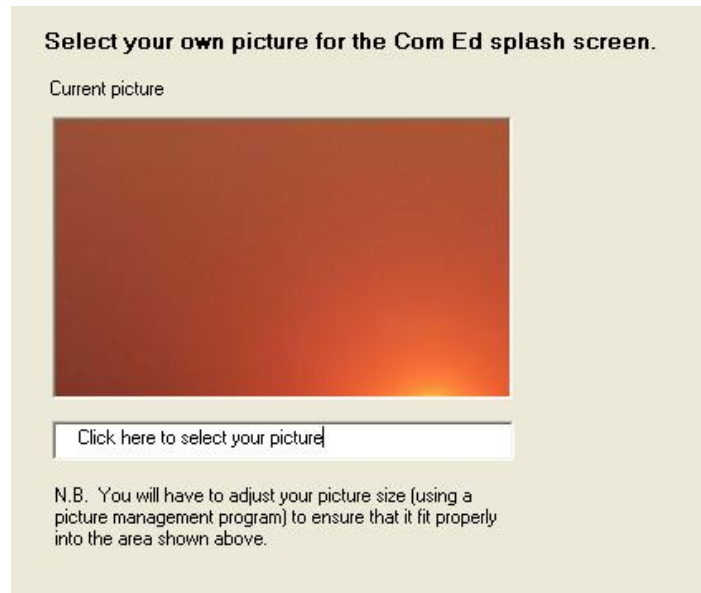 Select your own picture for the Com Ed splash screen.
Current picture
Click here to select your picture
N.B.  You will have to adjust your picture size (using a
picture management program) to ensure that it fit properly
into the area shown above.